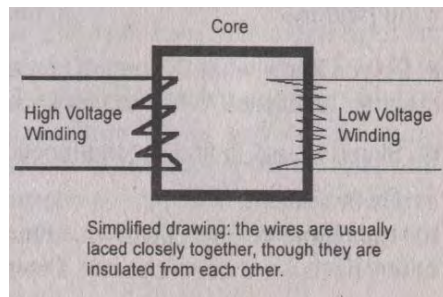 Core
High Voltage
Winding
Low Voltage
Winding
Simplified drawing: the wires are usually
laced closely together, though they are
insulated from each other.